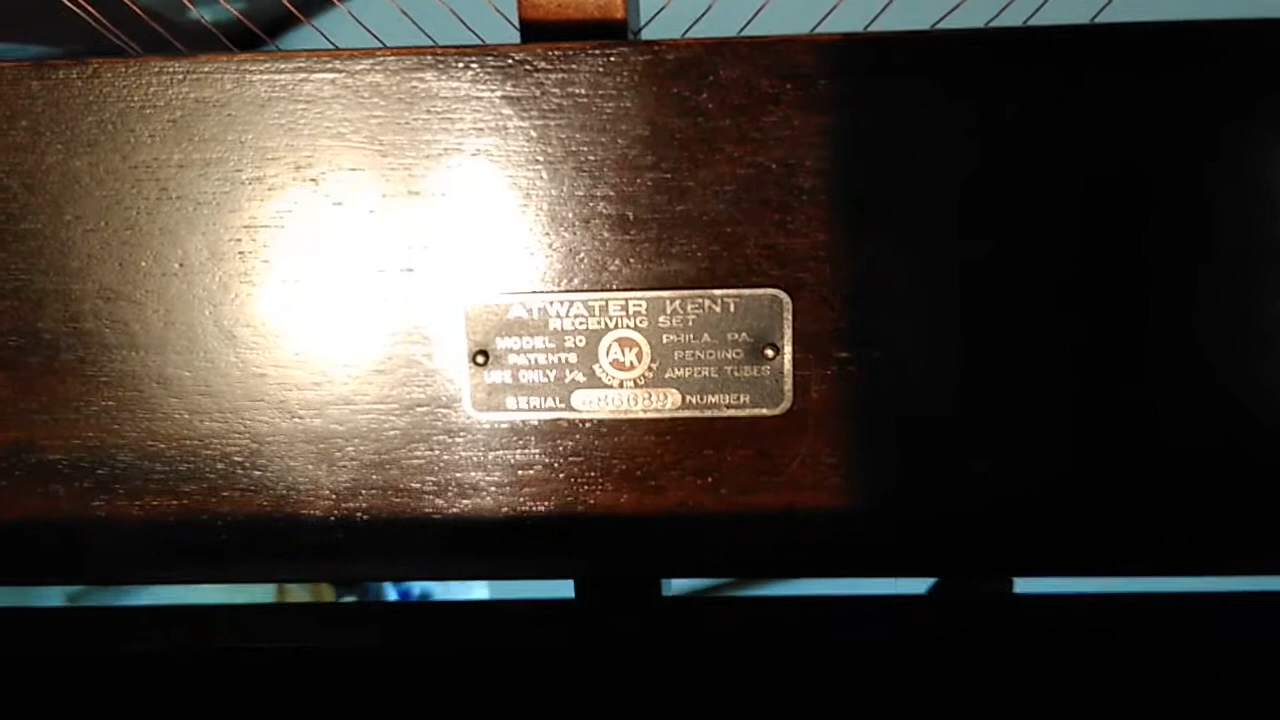 ATWATER KENT
RECEIVING SET
MODEL 20 AK PHILA. PA.
PATENTS PENDING
USE ONLY 1/4 AMPERE TUBES
MADE IN U.S.A.
SERIAL NUMBER